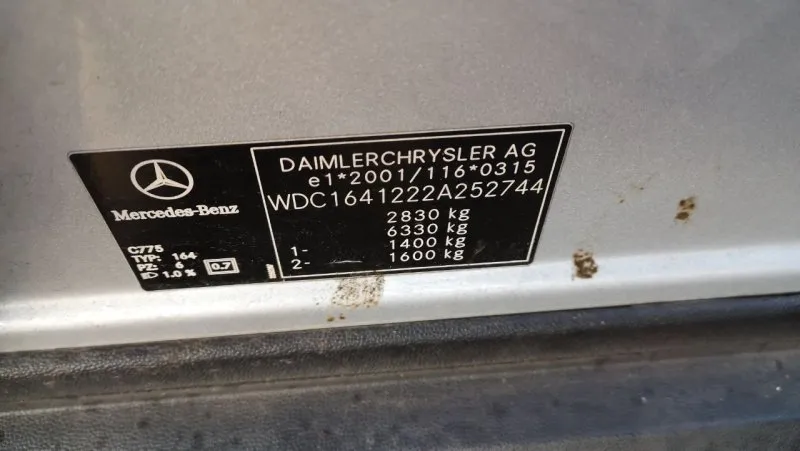 Mercedes-Benz
C775
TYP: 164
PZ: 6
1.0 %
0.7
DAIMLERCHRYSLER AG
e1*2001/116*0315
WDC1641222A252744
2830 kg
6330 kg
1- 1400 kg
2- 1600 kg